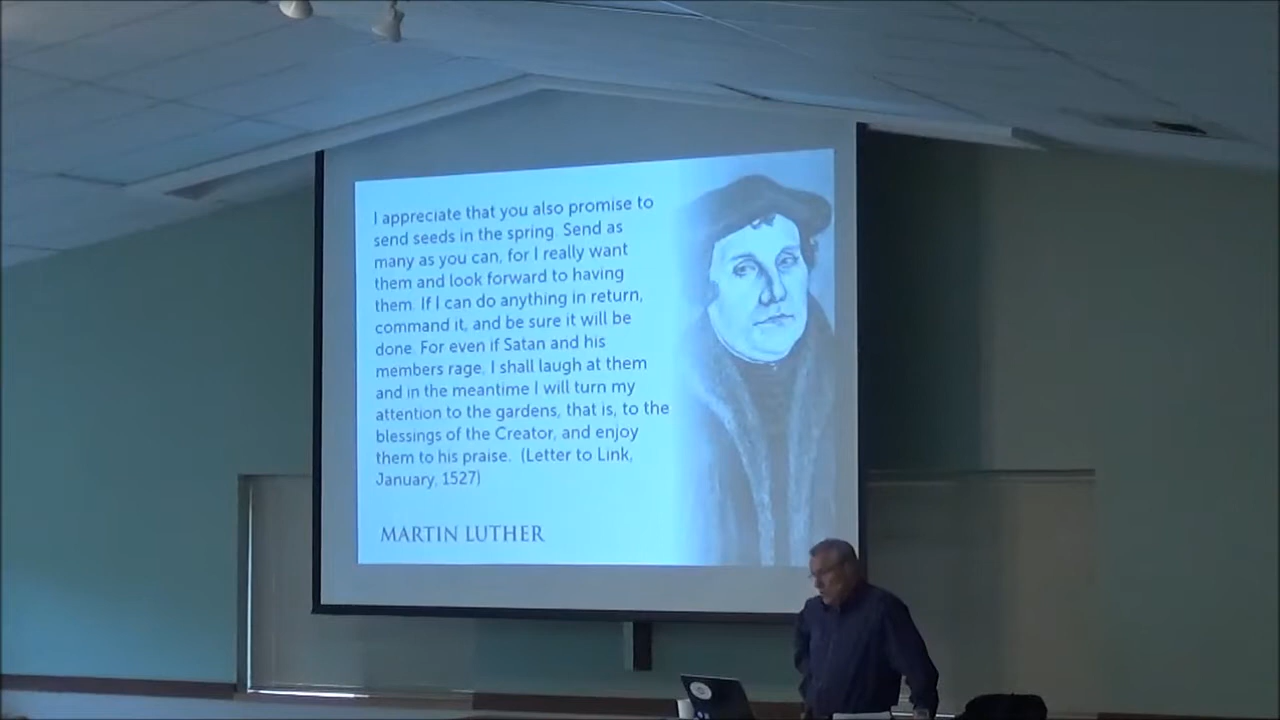 I appreciate that you also promise to
send seeds in the spring. Send as
many as you can, for I really want
them and look forward to having
them. If I can do anything in return,
command it, and be sure it will be
done. For even if Satan and his
members rage, I shall laugh at them
and in the meantime I will turn my
attention to the gardens, that is, to the
blessings of the Creator, and enjoy
them to his praise. (Letter to Link,
January, 1527)
MARTIN LUTHER